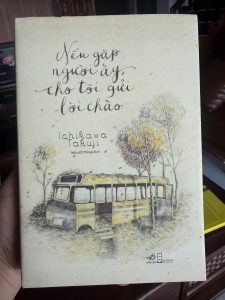 Nếu gặp
người ấy,
cho tôi gửi
lời chào
Ichikawa
Takuji